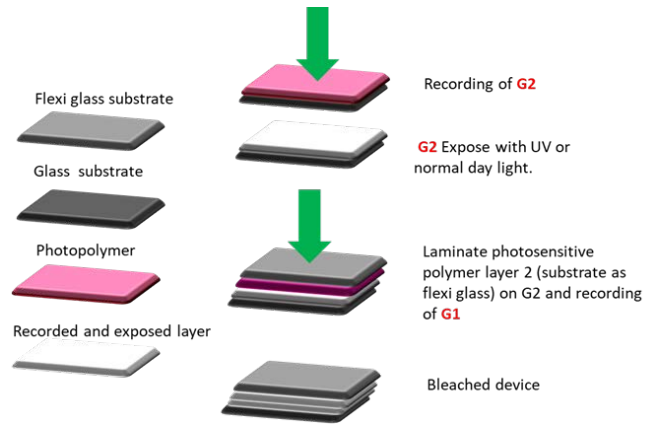 Flexi glass substrate
Glass substrate
Photopolymer
Recorded and exposed layer
Recording of G2
G2 Expose with UV or
normal day light.
Laminate photosensitive
polymer layer 2 (substrate as
flexi glass) on G2 and recording
of G1
Bleached device